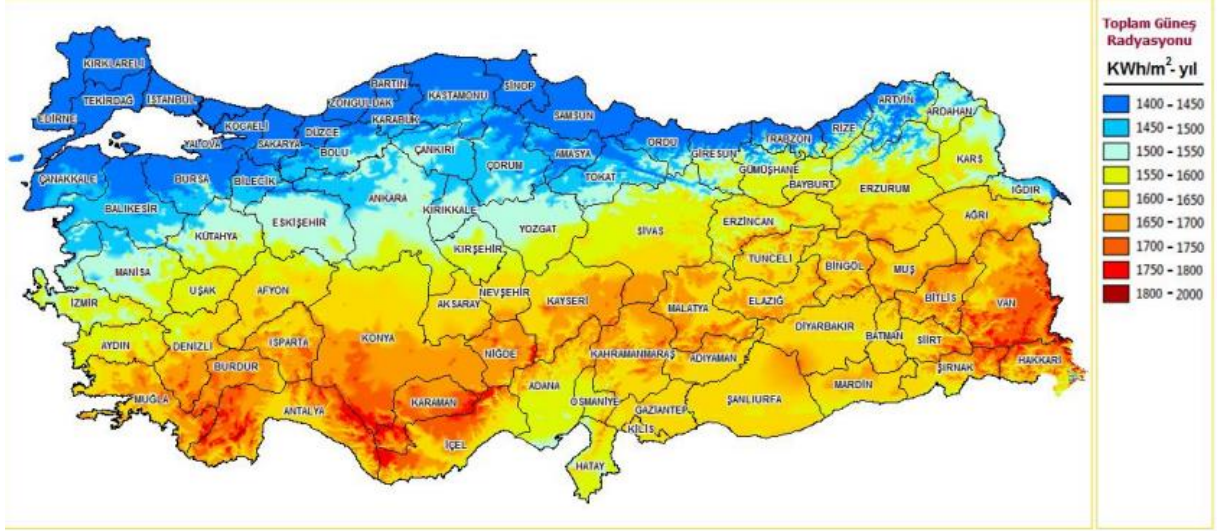 Toplam Güneş
Radyasyonu
KWh/m²- yıl
1400 - 1450
1450 - 1500
1500 - 1550
1550 - 1600
1600 - 1650
1650 - 1700
1700 - 1750
1750 - 1800
1800 - 2000
KIRKLARELİ
TEKİRDAĞ
İSTANBUL
EDİRNE
KOCAELİ
YALOVA
SAKARYA
DÜZCE
BOLU
ZONGULDAK
BARTIN
KARABÜK
KASTAMONU
SİNOP
SAMSUN
ÇANKIRI
ÇORUM
AMASYA
TOKAT
ORDU
GİRESUN
TRABZON
RİZE
ARTVİN
ARDAHAN
KARS
IĞDIR
GÜMÜŞHANE
BAYBURT
ERZURUM
AĞRI
ÇANAKKALE
BURSA
BİLECİK
BALIKESİR
KÜTAHYA
ESKİŞEHİR
ANKARA
KIRIKKALE
KIRŞEHİR
YOZGAT
SİVAS
ERZİNCAN
TUNCELİ
BİNGÖL
MUŞ
BİTLİS
VAN
MANİSA
İZMİR
UŞAK
AFYON
AKSARAY
NEVŞEHİR
KAYSERİ
MALATYA
ELAZIĞ
DİYARBAKIR
BATMAN
SİİRT
ŞIRNAK
HAKKARİ
AYDIN
DENİZLİ
ISPARTA
BURDUR
KONYA
NİĞDE
KAHRAMANMARAŞ
ADIYAMAN
MARDİN
MUĞLA
ANTALYA
KARAMAN
İÇEL
ADANA
OSMANİYE
GAZİANTEP
KİLİS
ŞANLIURFA
HATAY